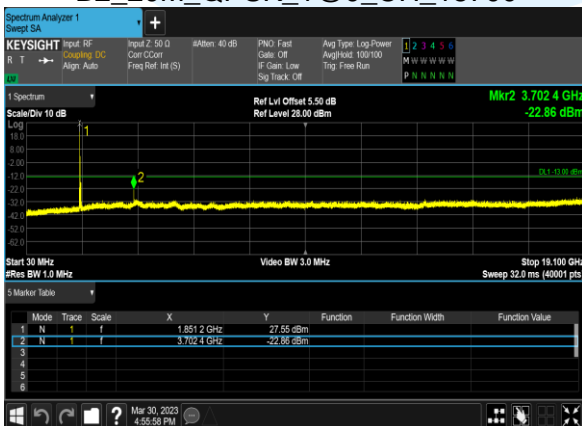 Spectrum Analyzer 1
Swept SA
+
KEYSIGHT Input: RF Input Z: 50 Ω #Atten: 40 dB PNO: Fast Avg Type: Log-Power 1 2 3 4 5 6
R T Coupling: DC Corr CCorr Gate: Off Avg|Hold: 100/100 M W W W W W
Align: Auto Freq Ref: Int (S) IF Gain: Low Trig: Free Run
Sig Track: Off P N N N N N
LV
1 Spectrum Ref Lvl Offset 5.50 dB Mkr2 3.702 4 GHz
Scale/Div 10 dB Ref Level 28.00 dBm -22.86 dBm
Log
1
18.0
8.00
-2.00
DL1 -13.00 dBm
-12.0
2
-22.0
-32.0
-42.0
-52.0
-62.0
Start 30 MHz Video BW 3.0 MHz Stop 19.100 GHz
#Res BW 1.0 MHz Sweep 32.0 ms (40001 pts)
5 Marker Table
Mode Trace Scale X Y Function Function Width Function Value
1 N 1 f 1.851 2 GHz 27.55 dBm
2 N 1 f 3.702 4 GHz -22.86 dBm
3
4
5
6
? Mar 30, 2023
4:55:58 PM